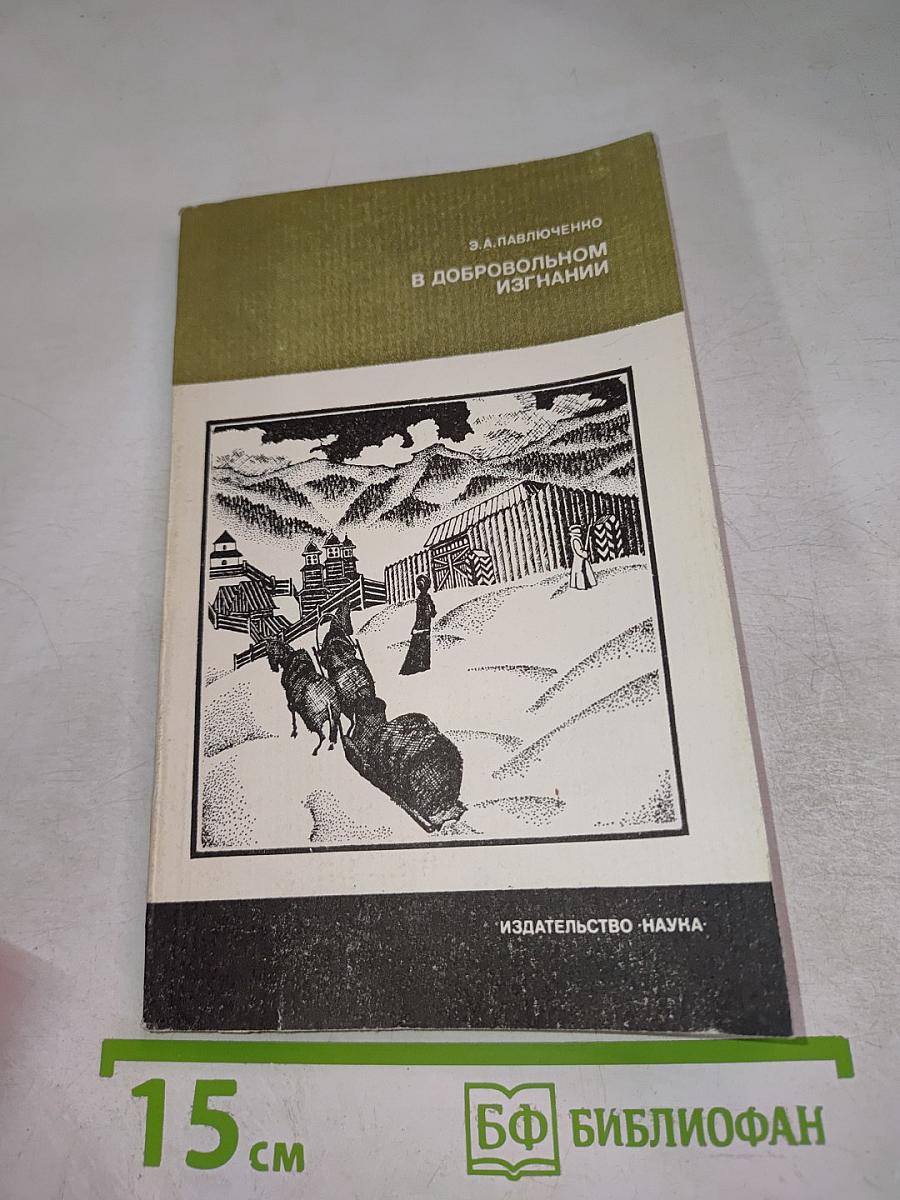 Э.А.ПАВЛЮЧЕНКО
В ДОБРОВОЛЬНОМ
ИЗГНАНИИ
ИЗДАТЕЛЬСТВО ·НАУКА·
15 см
БФ БИБЛИОФАН